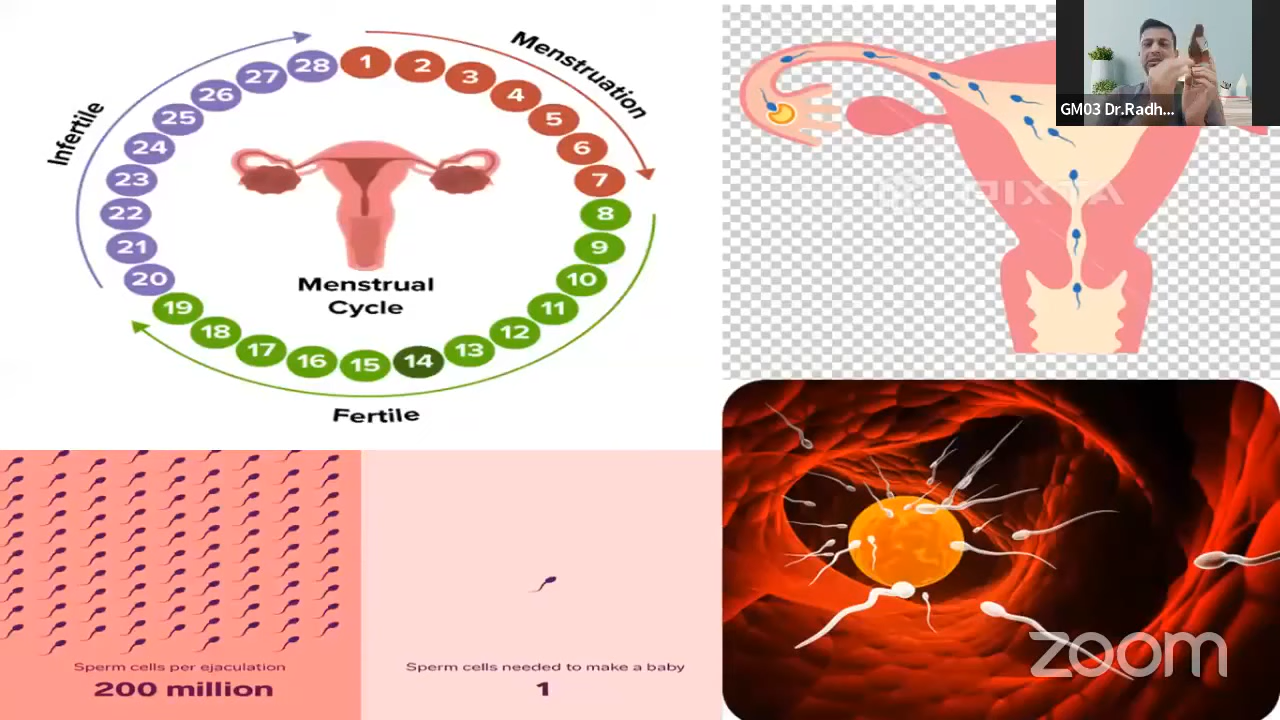 Menstruation
1
2
3
4
5
6
7
8
9
10
11
12
13
14
15
16
17
18
19
Fertile
20
21
22
23
24
25
26
27
28
Infertile
Menstrual
Cycle
PIXTA
GM03 Dr.Radh...
Sperm cells per ejaculation
200 million
Sperm cells needed to make a baby
1
zoom